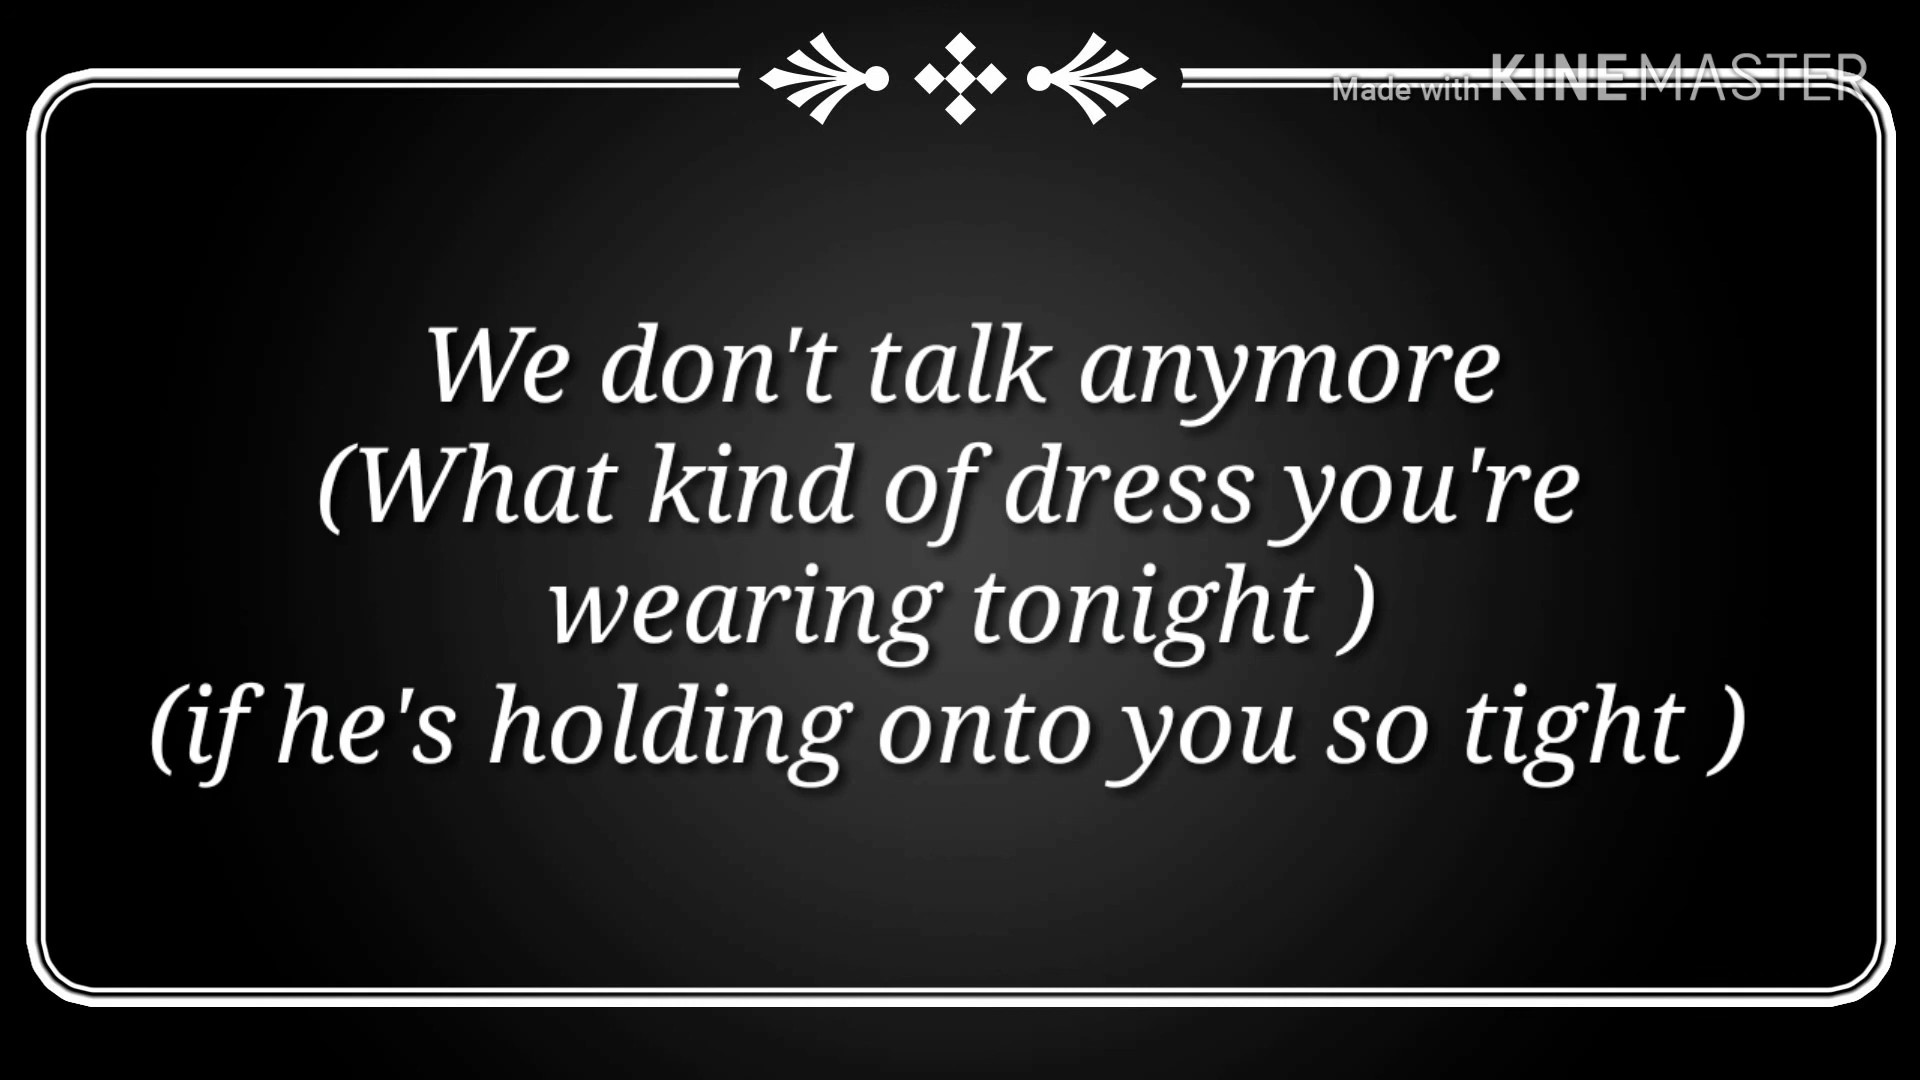 Made with KINEMASTER
We don't talk anymore
(What kind of dress you're
wearing tonight )
(if he's holding onto you so tight )